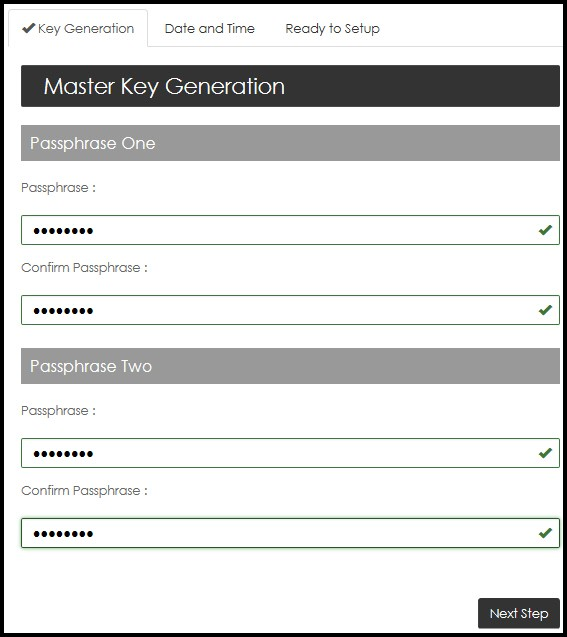 Key Generation Date and Time Ready to Setup
Master Key Generation
Passphrase One
Passphrase :
••••••••
Confirm Passphrase :
••••••••
Passphrase Two
Passphrase :
••••••••
Confirm Passphrase :
••••••••
Next Step